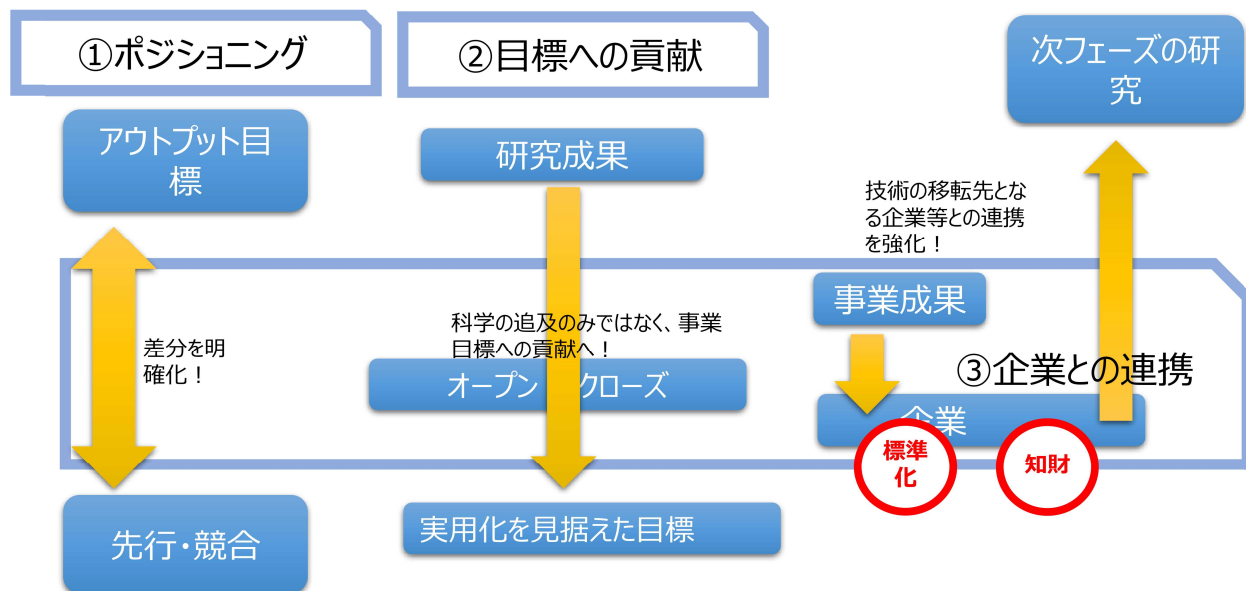 ①ポジショニング
アウトプット目
標
差分を明
確化！
先行・競合
②目標への貢献
研究成果
科学の追及のみではなく、事業
目標への貢献へ！
オープン クローズ
実用化を見据えた目標
次フェーズの研
究
技術の移転先とな
る企業等との連携
を強化！
事業成果
③企業との連携
企業
標準
化
知財